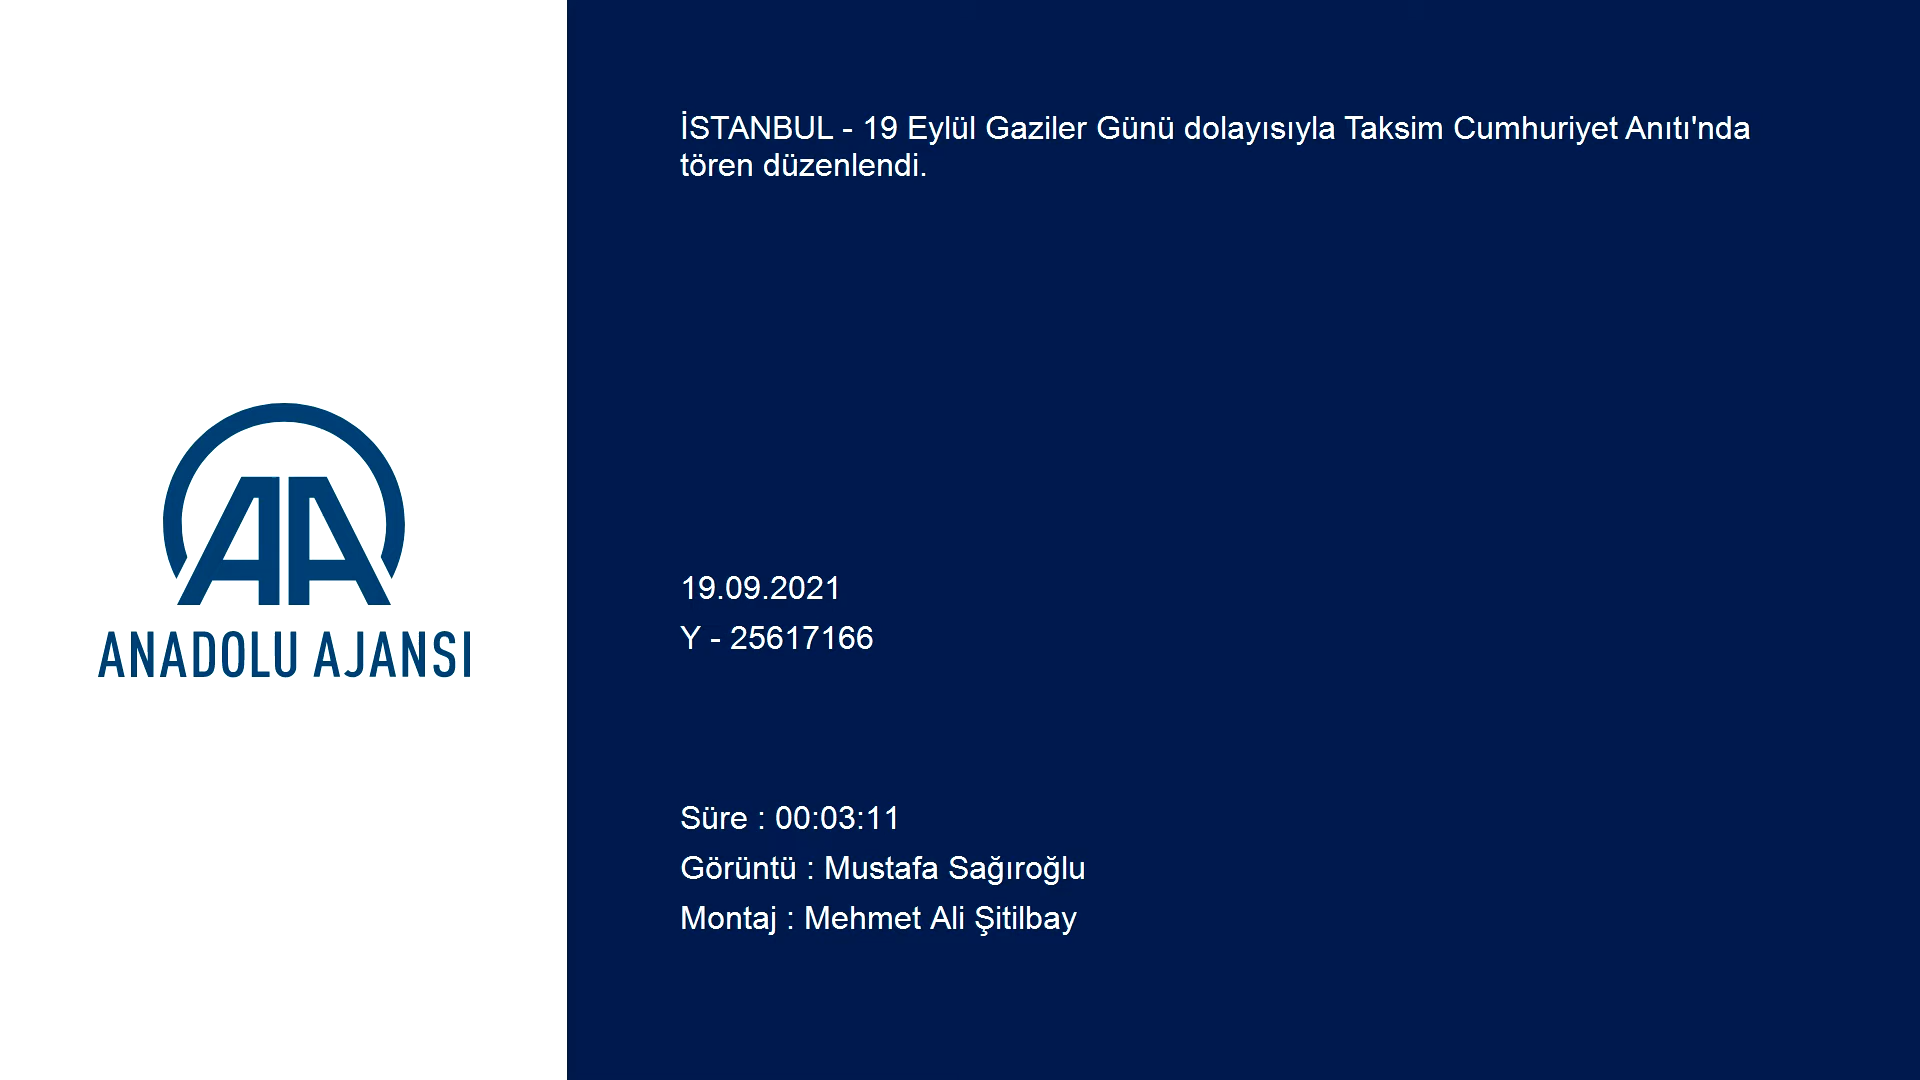 İSTANBUL - 19 Eylül Gaziler Günü dolayısıyla Taksim Cumhuriyet Anıtı'nda
tören düzenlendi.
AA
ANADOLU AJANSI
19.09.2021
Y - 25617166
Süre : 00:03:11
Görüntü : Mustafa Sağıroğlu
Montaj : Mehmet Ali Şitilbay